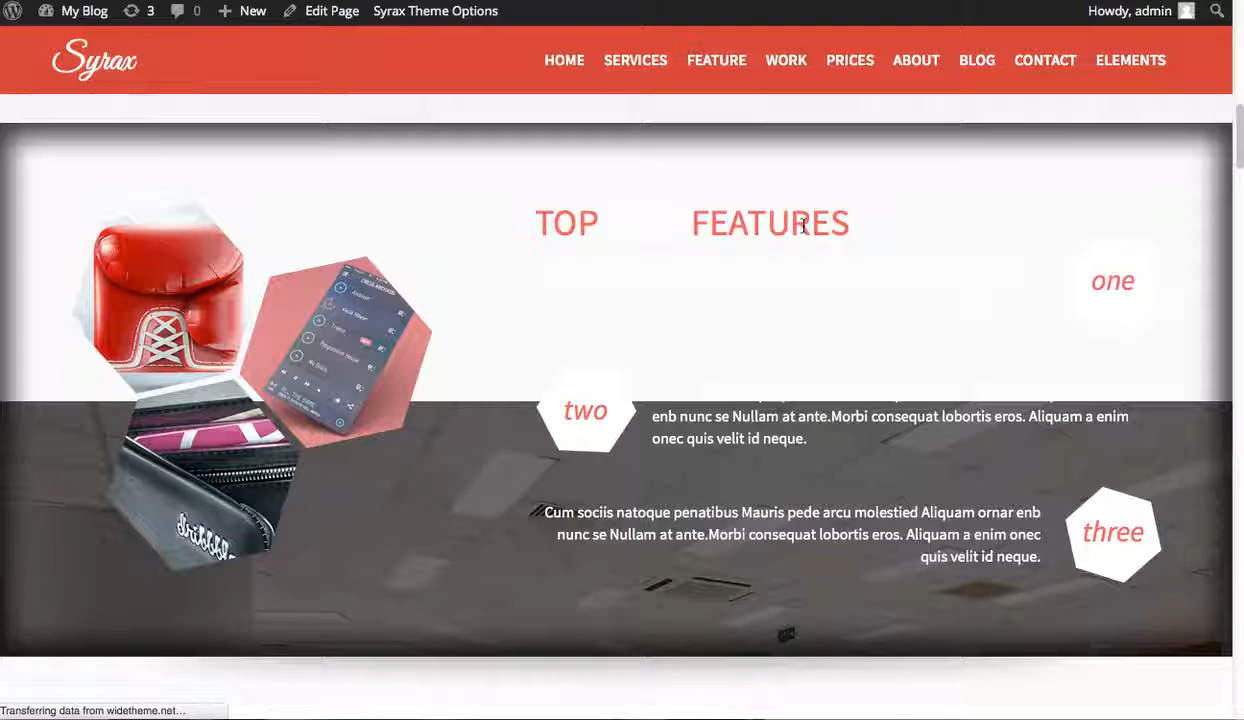 My Blog 3 0 New Edit Page Syrax Theme Options Howdy, admin
Syrax HOME SERVICES FEATURE WORK PRICES ABOUT BLOG CONTACT ELEMENTS
TOP FEATURES
one
two
enb nunc se Nullam at ante.Morbi consequat lobortis eros. Aliquam a enim
onec quis velit id neque.
Cum sociis natoque penatibus Mauris pede arcu molestied Aliquam ornar enb
nunc se Nullam at ante.Morbi consequat lobortis eros. Aliquam a enim onec
quis velit id neque.
three
Transferring data from widetheme.net...